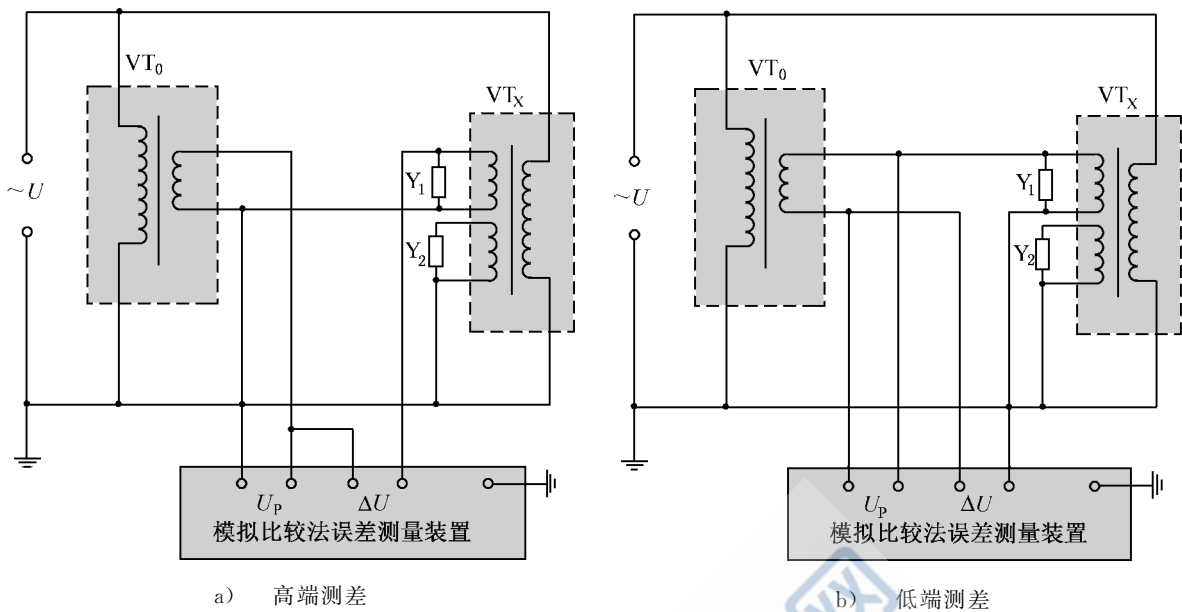 VT₀
VTₓ
Y₁
Y₂
～U
U_P
ΔU
模拟比较法误差测量装置
a) 高端测差
VT₀
VTₓ
Y₁
Y₂
～U
U_P
ΔU
模拟比较法误差测量装置
b) 低端测差